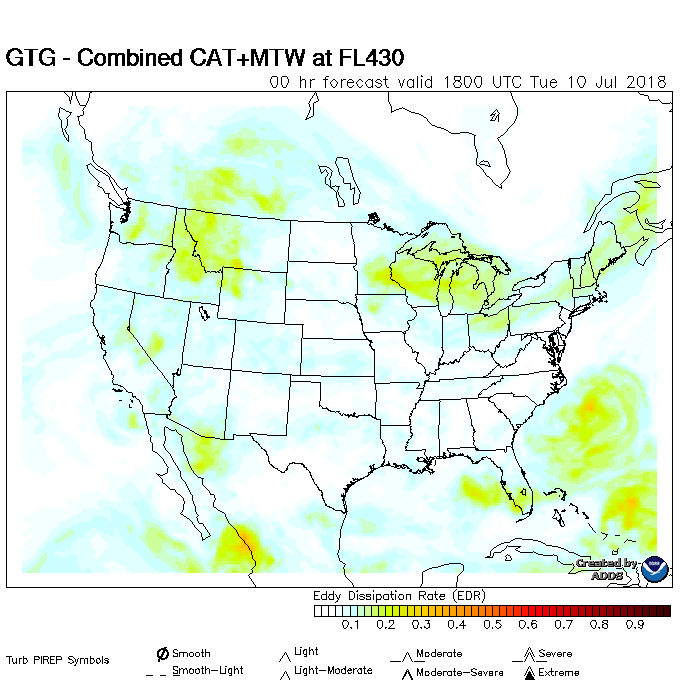 GTG - Combined CAT+MTW at FL430
00 hr forecast valid 1800 UTC Tue 10 Jul 2018
Created by
ADDS
NOAA
Eddy Dissipation Rate (EDR)
0.1 0.2 0.3 0.4 0.5 0.6 0.7 0.8 0.9
Turb PIREP Symbols
Smooth Light Moderate Severe
Smooth-Light Light-Moderate Moderate-Severe Extreme